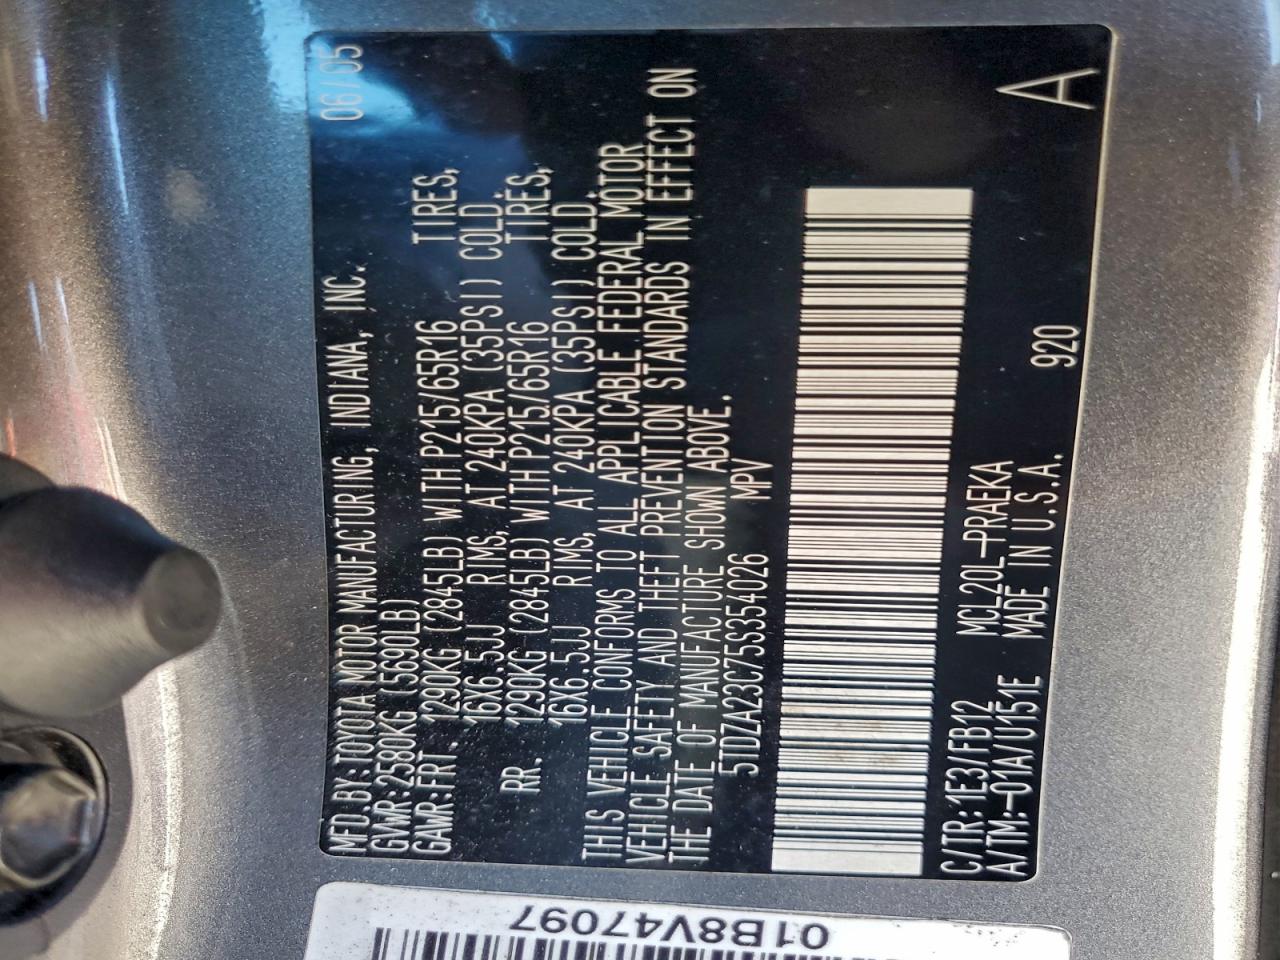 MFD.BY:TOYOTA MOTOR MANUFACTURING, INDIANA, INC. 06/05
GVWR:2580KG (5690LB)
GAWR:FRT. 1290KG (2845LB) WITH P215/65R16 TIRES,
16X6.5JJ RIMS, AT 240KPA (35PSI) COLD.
RR. 1290KG (2845LB) WITH P215/65R16 TIRES,
16X6.5JJ RIMS, AT 240KPA (35PSI) COLD.
THIS VEHICLE CONFORMS TO ALL APPLICABLE FEDERAL MOTOR
VEHICLE SAFETY AND THEFT PREVENTION STANDARDS IN EFFECT ON
THE DATE OF MANUFACTURE SHOWN ABOVE.
5TDZA23C75S354026 MPV
C/TR:1E3/FB12 MCL20L-PRAEKA
A/TM:-01A/U151E MADE IN U.S.A. 920 A
01B8V47097